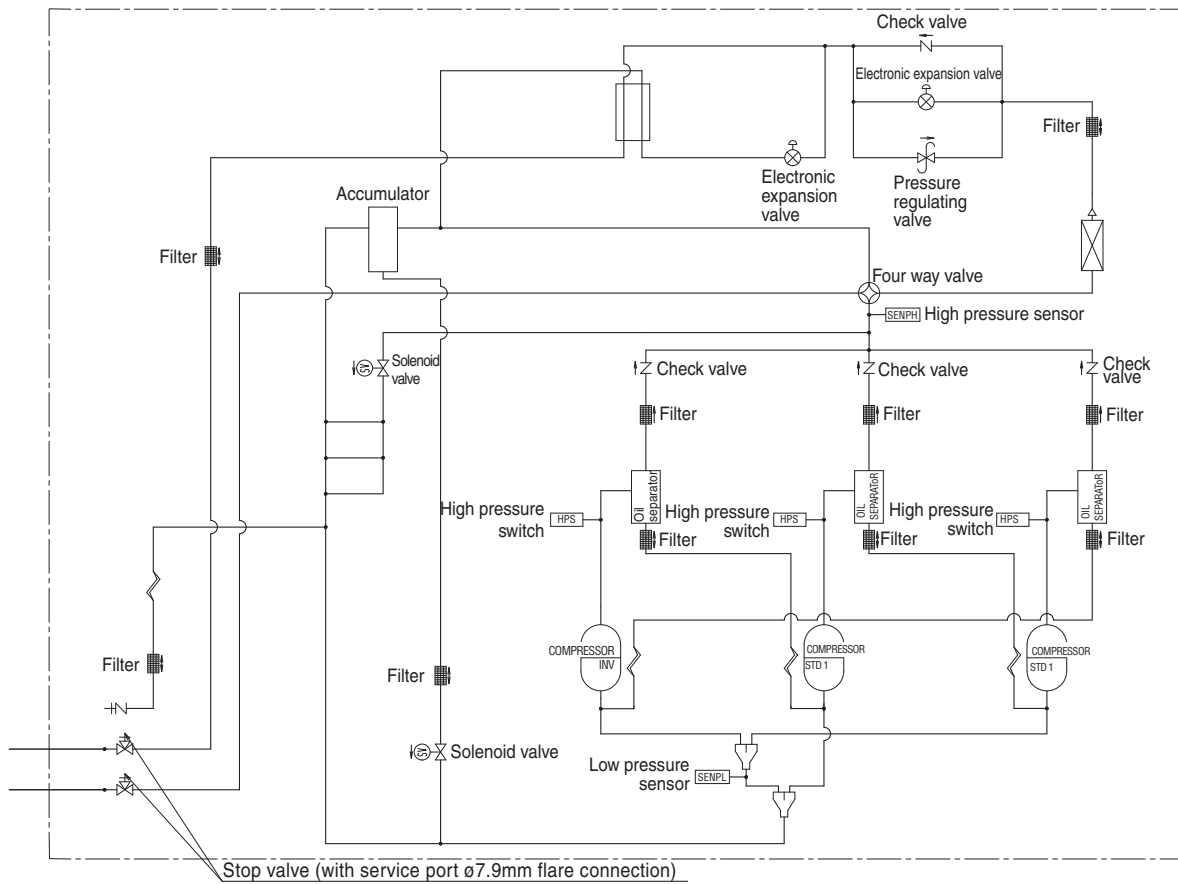 Check valve
Electronic expansion valve
Filter
Electronic
expansion
valve
Pressure
regulating
valve
Accumulator
Filter
Four way valve
SENPH
High pressure sensor
Solenoid
valve
SV
Check valve
Check valve
Check
valve
Filter
Filter
Filter
Oil
separator
OIL
SEPARAToR
OIL
SEPARAToR
High pressure
switch
HPS
High pressure
switch
HPS
High pressure
switch
HPS
Filter
Filter
Filter
COMPRESSOR
INV
COMPRESSOR
STD 1
COMPRESSOR
STD 1
Filter
Filter
SV
Solenoid valve
Low pressure
sensor
SENPL
Stop valve (with service port ø7.9mm flare connection)